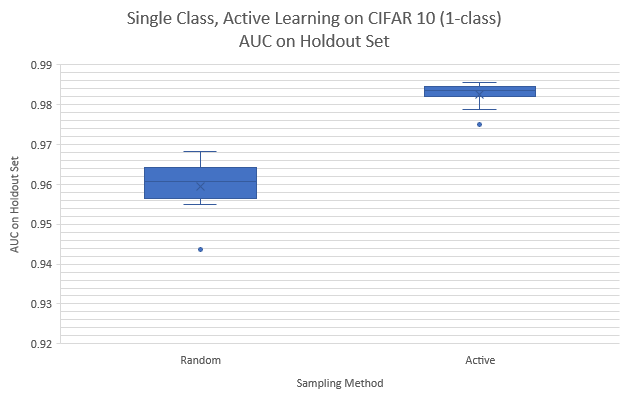 Single Class, Active Learning on CIFAR 10 (1-class)
AUC on Holdout Set
0.99
0.98
0.97
0.96
0.95
0.94
0.93
0.92
AUC on Holdout Set
Random
Active
Sampling Method